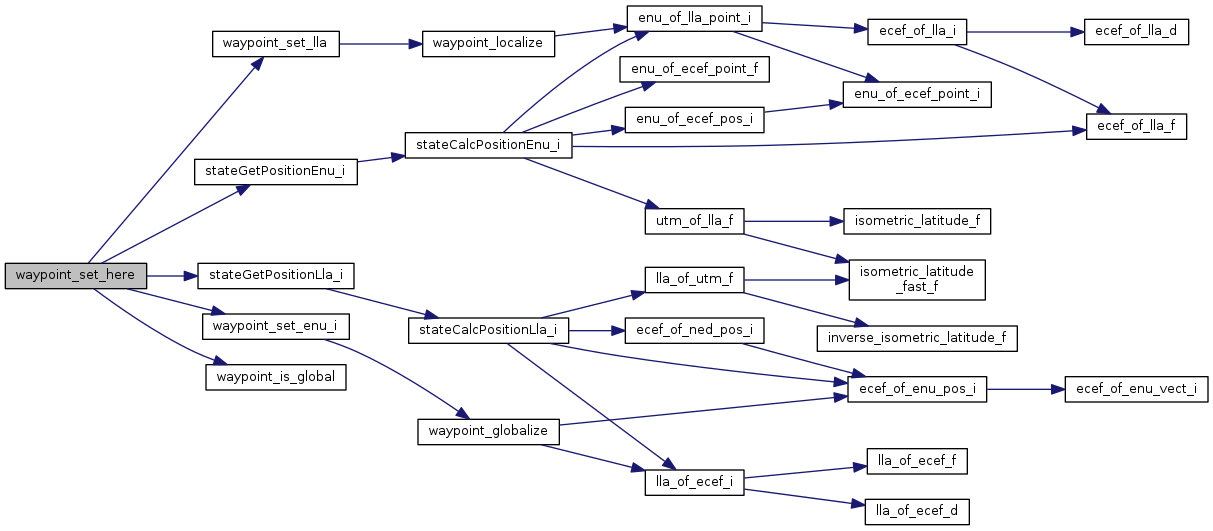 waypoint_set_here
waypoint_set_lla
stateGetPositionEnu_i
stateGetPositionLla_i
waypoint_set_enu_i
waypoint_is_global
waypoint_localize
stateCalcPositionEnu_i
stateCalcPositionLla_i
waypoint_globalize
enu_of_lla_point_i
enu_of_ecef_point_f
enu_of_ecef_pos_i
utm_of_lla_f
lla_of_utm_f
ecef_of_ned_pos_i
lla_of_ecef_i
ecef_of_lla_i
enu_of_ecef_point_i
isometric_latitude_f
isometric_latitude
_fast_f
inverse_isometric_latitude_f
ecef_of_enu_pos_i
lla_of_ecef_f
lla_of_ecef_d
ecef_of_lla_d
ecef_of_lla_f
ecef_of_enu_vect_i